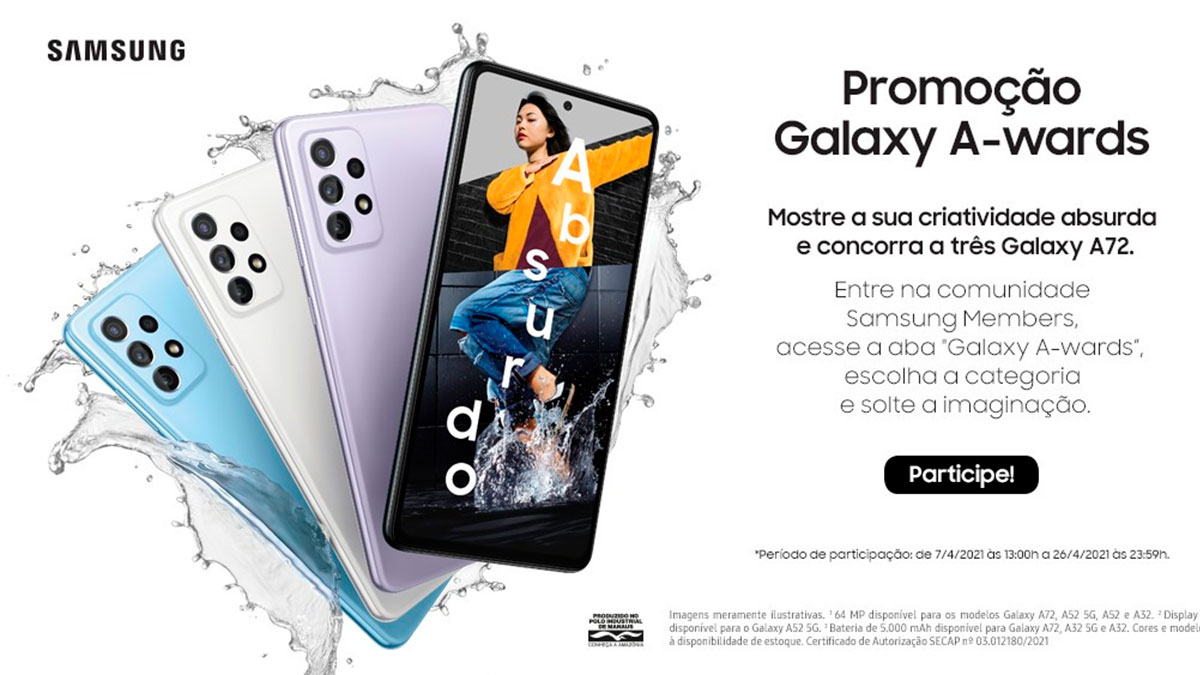 SAMSUNG
Absurdo
Promoção
Galaxy A-wards
Mostre a sua criatividade absurda
e concorra a três Galaxy A72.
Entre na comunidade
Samsung Members,
acesse a aba "Galaxy A-wards",
escolha a categoria
e solte a imaginação.
Participe!
*Período de participação: de 7/4/2021 às 13:00h a 26/4/2021 às 23:59h.
PRODUZIDO NO
POLO INDUSTRIAL
DE MANAUS
CONHEÇA A AMAZÔNIA
Imagens meramente ilustrativas. ¹ 64 MP disponível para os modelos Galaxy A72, A52 5G, A52 e A32. ² Display
disponível para o Galaxy A52 5G. ³ Bateria de 5.000 mAh disponível para Galaxy A72, A32 5G e A32. Cores e model
à disponibilidade de estoque. Certificado de Autorização SECAP nº 03.012180/2021